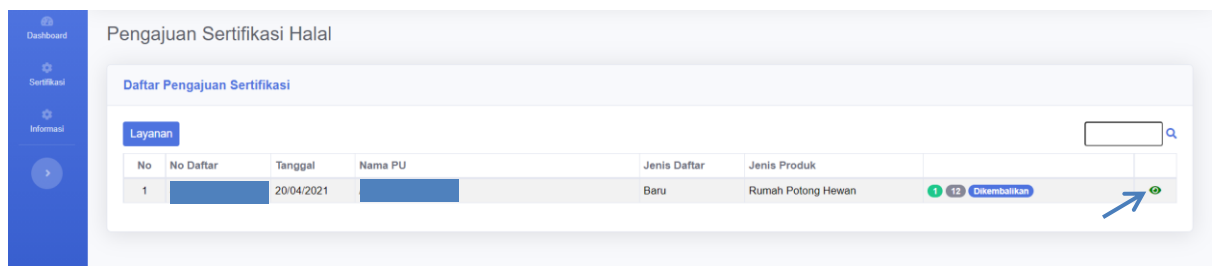 Dashboard
Sertifikasi
Informasi
Pengajuan Sertifikasi Halal
Daftar Pengajuan Sertifikasi
Layanan
No No Daftar Tanggal Nama PU Jenis Daftar Jenis Produk
1 20/04/2021 Baru Rumah Potong Hewan 1 12 Dikembalikan